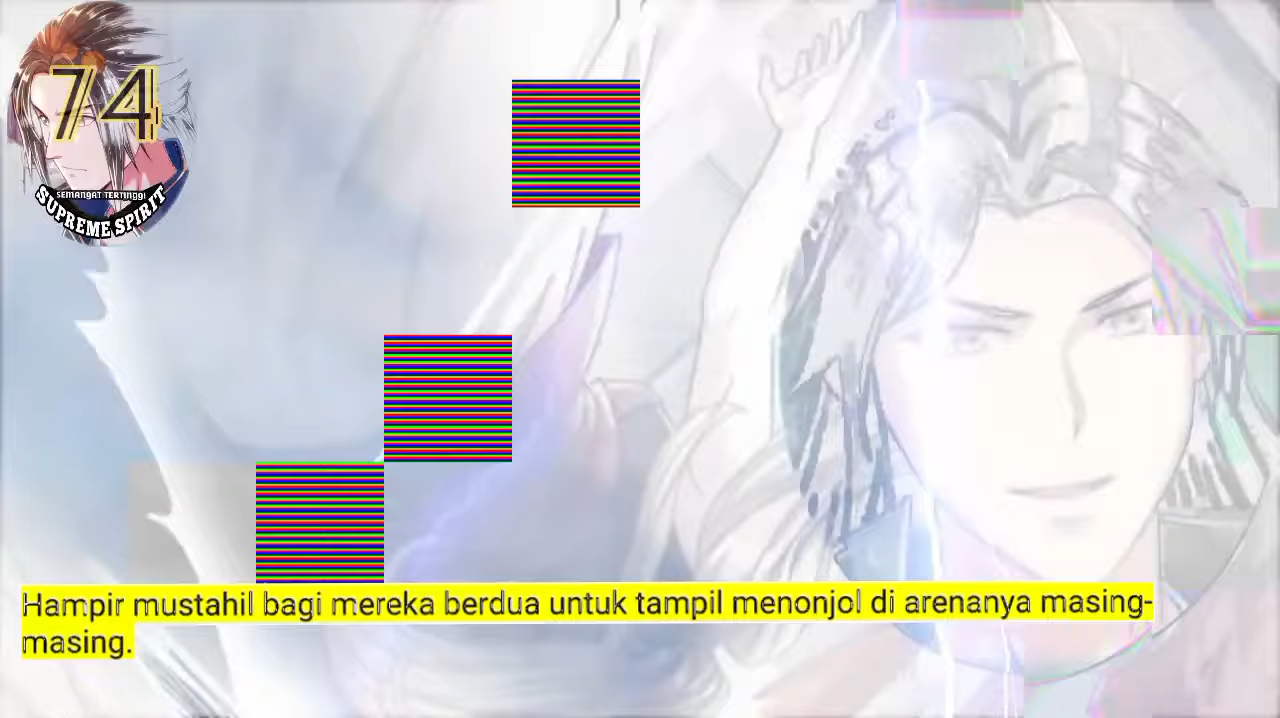 74
SEMANGAT TERTINGGI
SUPREME SPIRIT
Hampir mustahil bagi mereka berdua untuk tampil menonjol di arenanya masing-
masing.